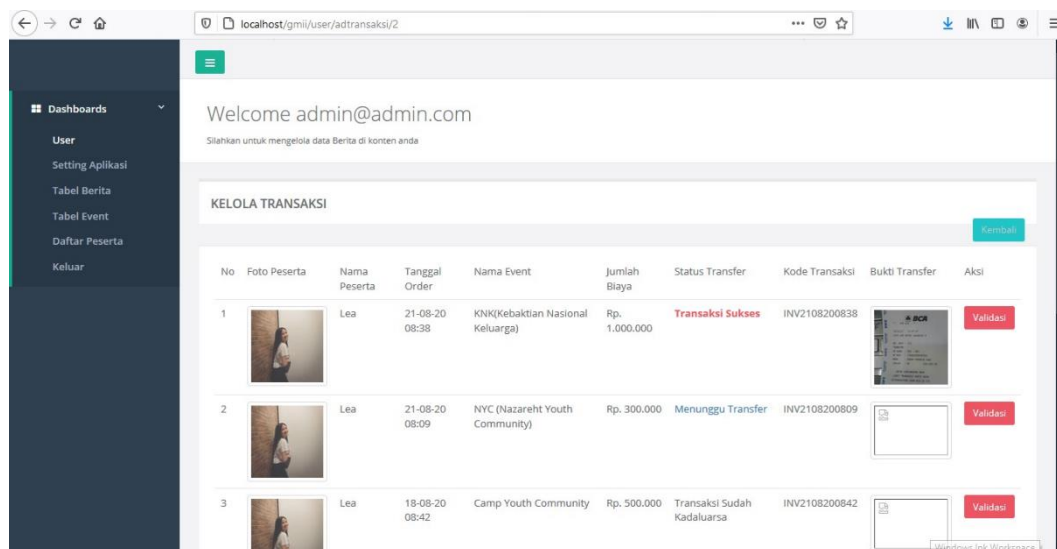 localhost/gmii/user/adtransaksi/2
Dashboards
User
Setting Aplikasi
Tabel Berita
Tabel Event
Daftar Peserta
Keluar
Welcome admin@admin.com
Silahkan untuk mengelola data Berita di konten anda
KELOLA TRANSAKSI
Kembali
No Foto Peserta Nama Tanggal Nama Event Jumlah Status Transfer Kode Transaksi Bukti Transfer Aksi
Peserta Order Biaya
1 Lea 21-08-20 KNK(Kebaktian Nasional Rp. Transaksi Sukses INV2108200838 BCA Validasi
08:38 Keluarga) 1.000.000
2 Lea 21-08-20 NYC (Nazareht Youth Rp. 300.000 Menunggu Transfer INV2108200809 Validasi
08:09 Community)
3 Lea 18-08-20 Camp Youth Community Rp. 500.000 Transaksi Sudah INV2108200842 Validasi
08:42 Kadaluarsa
Windows Ink Workspace